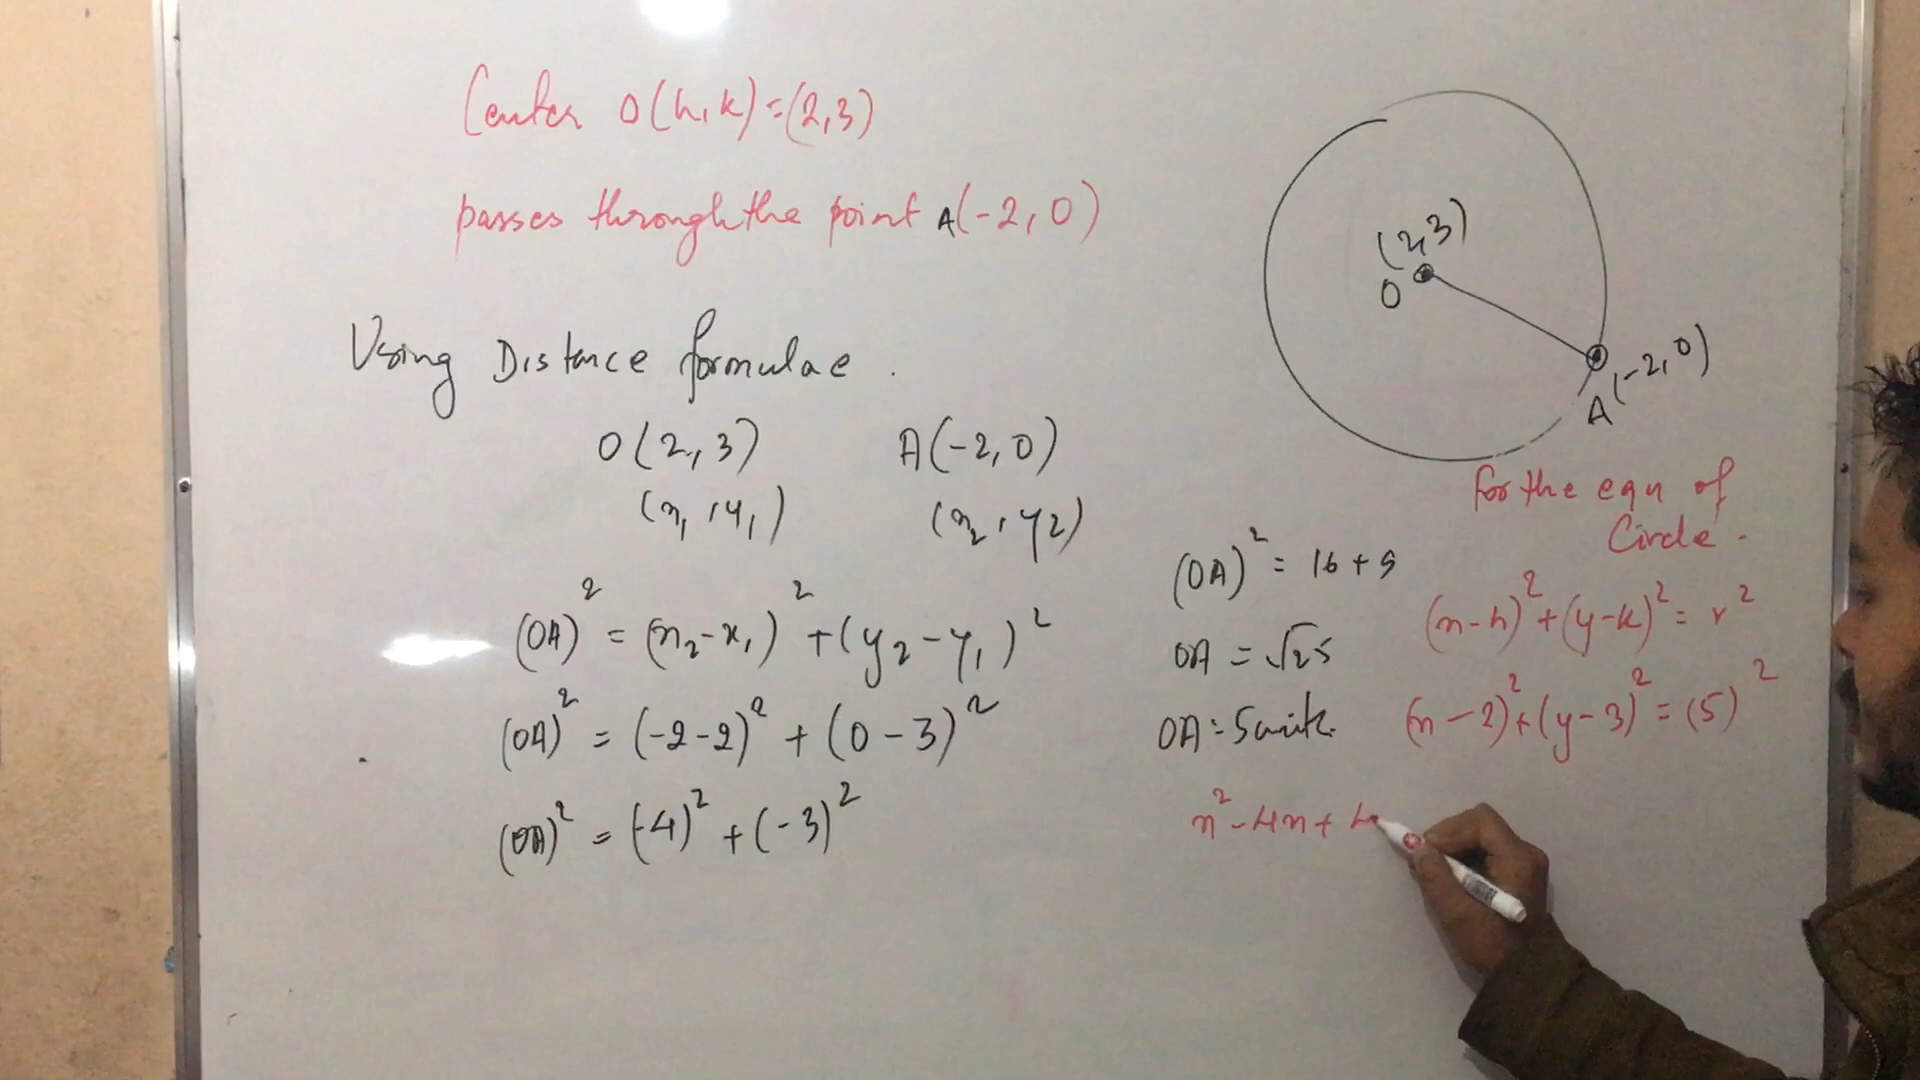 Center O(h,k)=(2,3)
passes through the point A(-2,0)
Using Distance formulae.
O(2,3) A(-2,0)
(x₁,y₁) (x₂,y₂)
(OA)² = (x₂-x₁)² + (y₂-y₁)²
(OA)² = (-2-2)² + (0-3)²
(OA)² = (-4)² + (-3)²
(2,3)
O
A(-2,0)
(OA)² = 16+9
OA = √25
OA = 5 units.
for the eqn of
Circle.
(x-h)²+(y-k)² = r²
(x-2)²+(y-3)² = (5)²
x²-4x+4